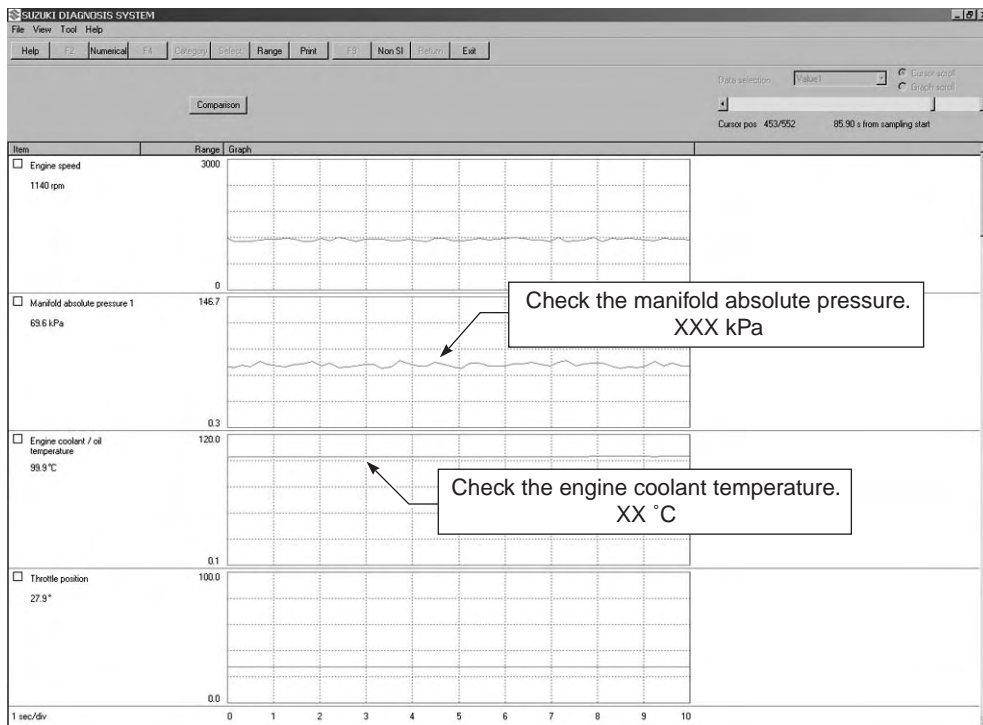 SUZUKI DIAGNOSIS SYSTEM
File View Tool Help
Help F2 Numerical F4 Category Select Range Print F9 Non SI Return Exit
Data selection Value1 Cursor scroll
Graph scroll
Comparison
Cursor pos 453/552 85.90 s from sampling start
Item Range Graph
Engine speed 3000
1140 rpm
0
Manifold absolute pressure 1 146.7
69.6 kPa
Check the manifold absolute pressure.
XXX kPa
0.3
Engine coolant / oil 120.0
temperature
99.9°C
Check the engine coolant temperature.
XX ˚C
0.1
Throttle position 100.0
27.9°
0.0
1 sec/div 0 1 2 3 4 5 6 7 8 9 10